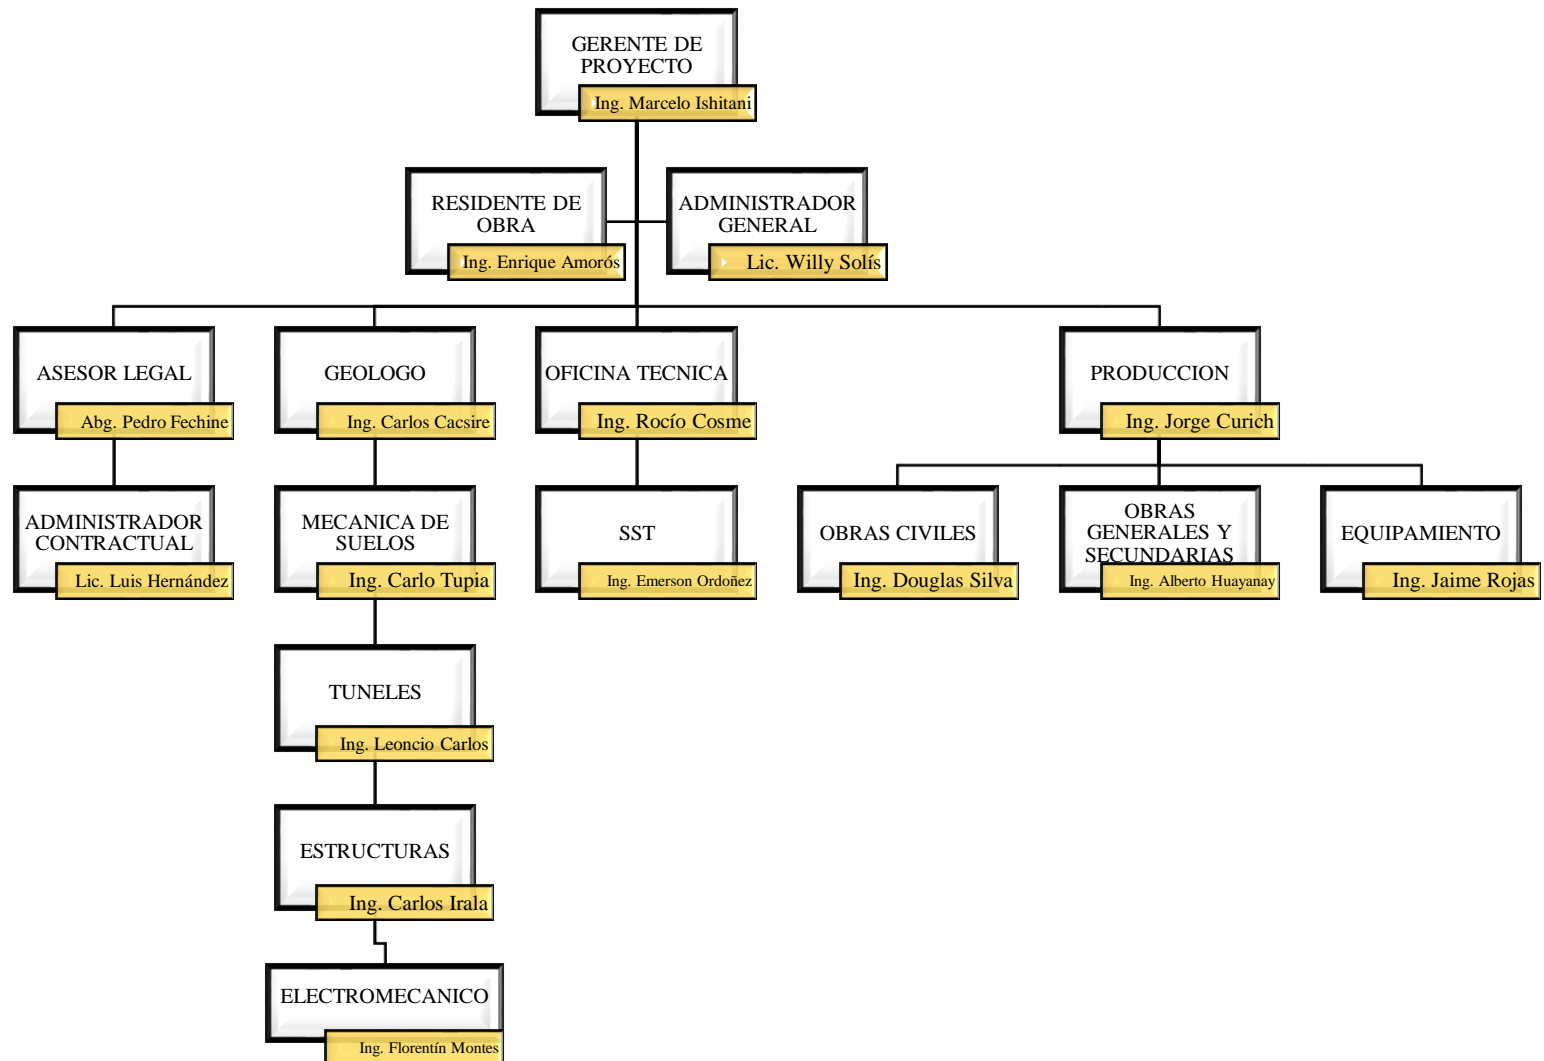 GERENTE DE
PROYECTO
Ing. Marcelo Ishitani
RESIDENTE DE
OBRA
Ing. Enrique Amorós
ADMINISTRADOR
GENERAL
Lic. Willy Solís
ASESOR LEGAL
Abg. Pedro Fechine
GEOLOGO
Ing. Carlos Cacsire
OFICINA TECNICA
Ing. Rocío Cosme
PRODUCCION
Ing. Jorge Curich
ADMINISTRADOR
CONTRACTUAL
Lic. Luis Hernández
MECANICA DE
SUELOS
Ing. Carlo Tupia
SST
Ing. Emerson Ordoñez
OBRAS CIVILES
Ing. Douglas Silva
OBRAS
GENERALES Y
SECUNDARIAS
Ing. Alberto Huayanay
EQUIPAMIENTO
Ing. Jaime Rojas
TUNELES
Ing. Leoncio Carlos
ESTRUCTURAS
Ing. Carlos Irala
ELECTROMECANICO
Ing. Florentín Montes